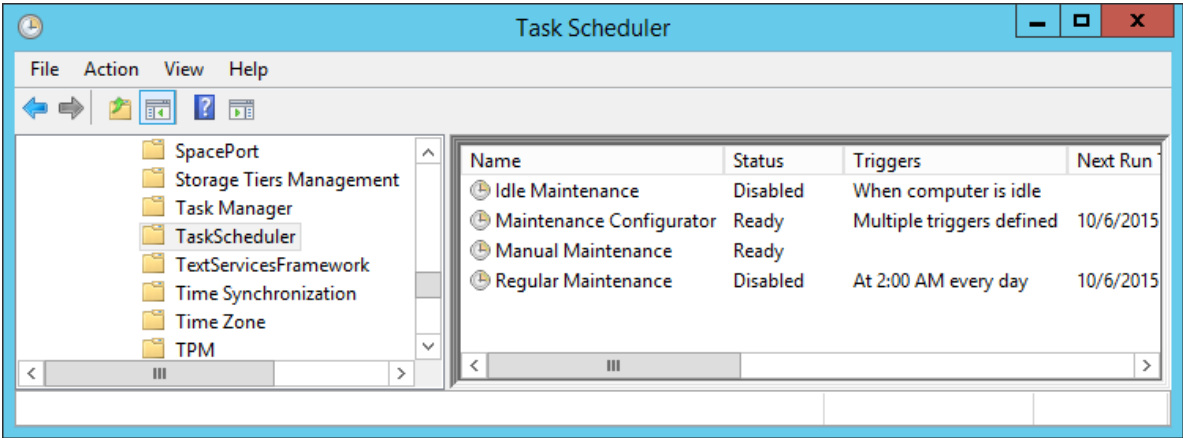 Task Scheduler
File Action View Help
SpacePort
Storage Tiers Management
Task Manager
TaskScheduler
TextServicesFramework
Time Synchronization
Time Zone
TPM
Name Status Triggers Next Run
Idle Maintenance Disabled When computer is idle
Maintenance Configurator Ready Multiple triggers defined 10/6/2015
Manual Maintenance Ready
Regular Maintenance Disabled At 2:00 AM every day 10/6/2015